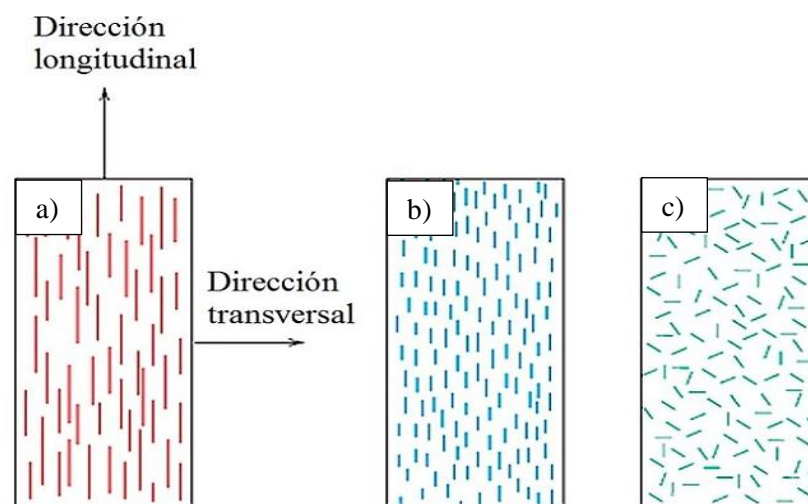 Dirección
longitudinal
a)
b)
c)
Dirección
transversal